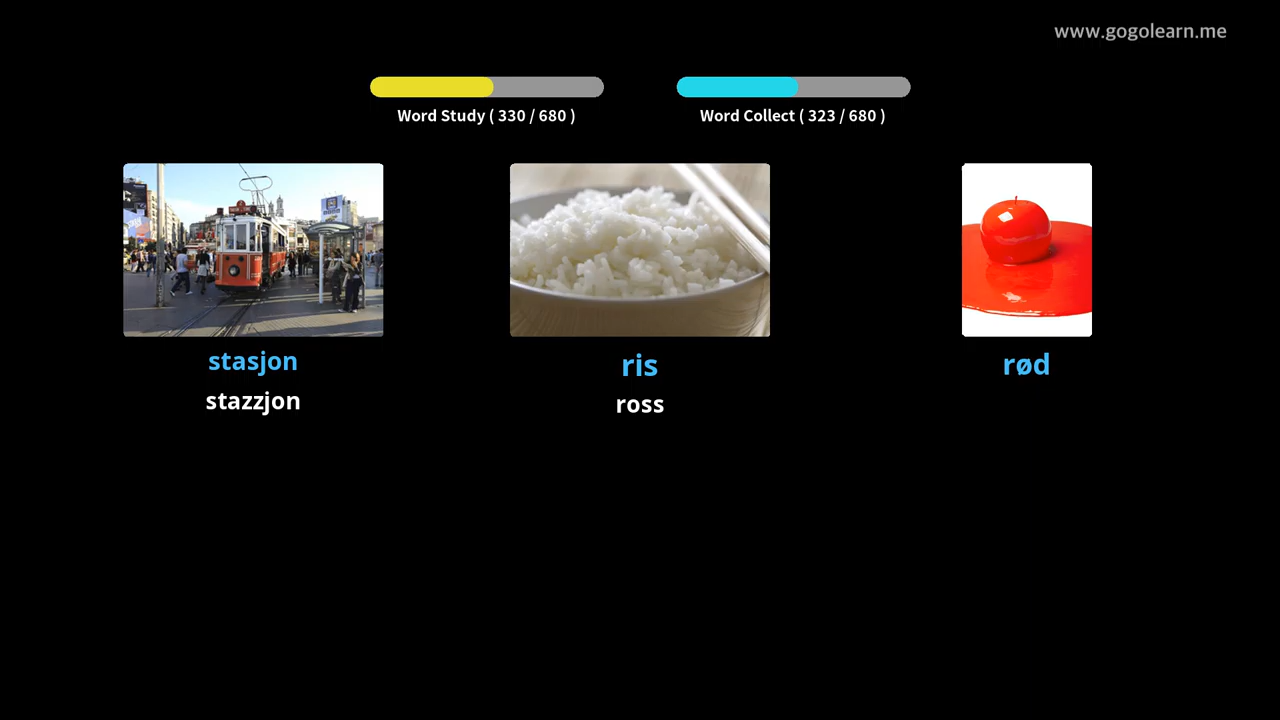 www.gogolearn.me
Word Study ( 330 / 680 )
Word Collect ( 323 / 680 )
stasjon
ris
rød
stazzjon
ross